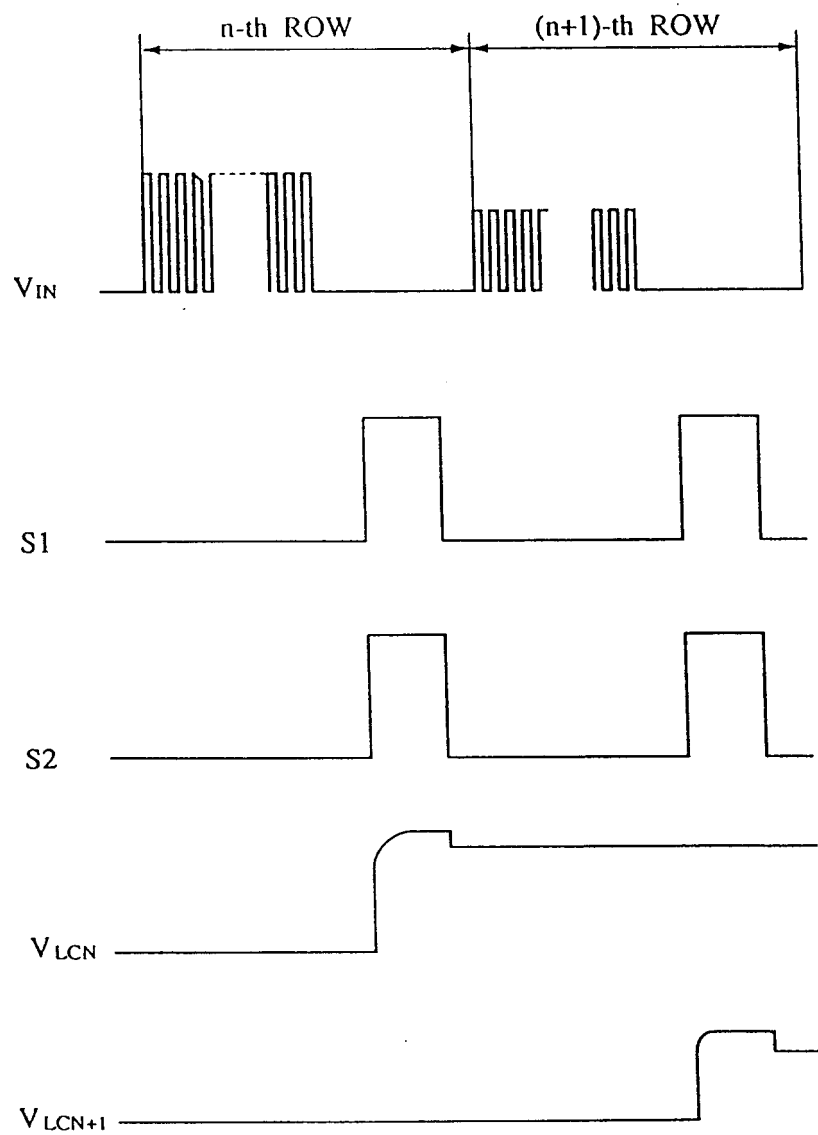 n-th ROW
(n+1)-th ROW
VIN
S1
S2
VLCN
VLCN+1